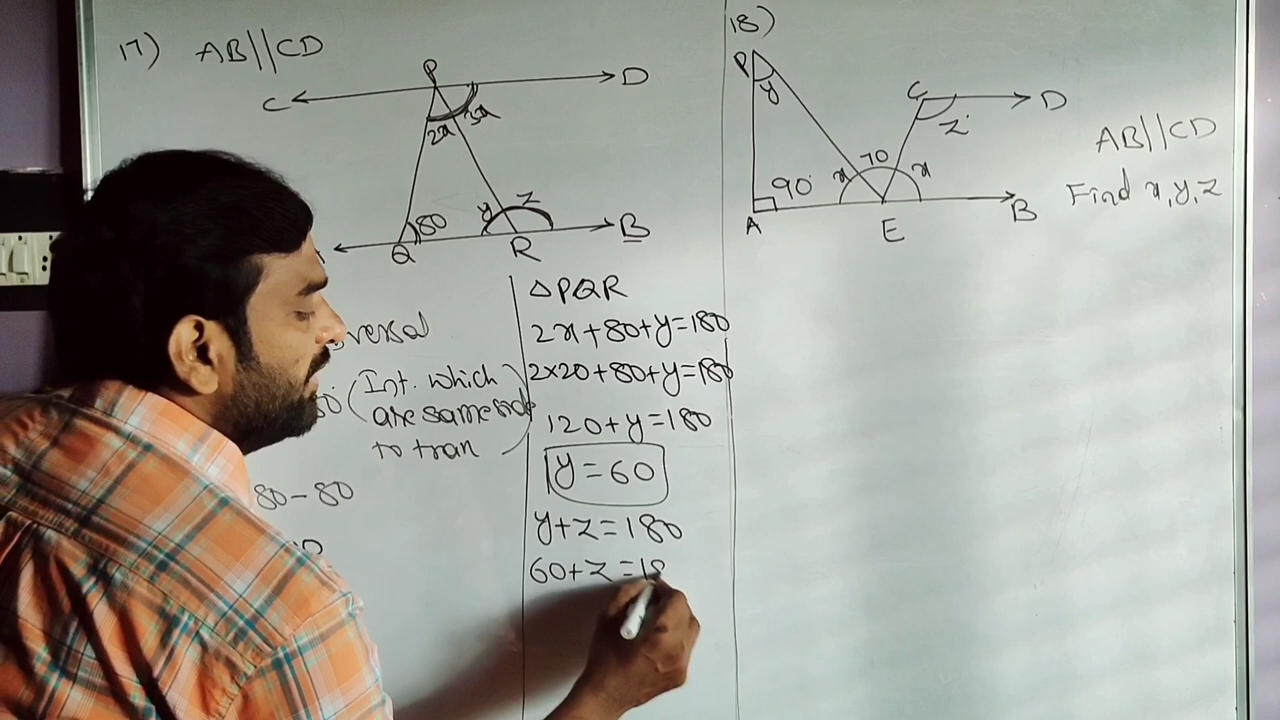 17) AB//CD
P
C
D
2x
3x
80
y
z
Q
R
B
(Int. which
are same side
to tran
80-80
△PQR
2x+80+y=180
2×20+80+y=180
120+y=180
y=60
y+z=180
60+z=18
18)
P
y
C
D
z
70
x
x
90°
A
E
B
AB//CD
Find x,y,z